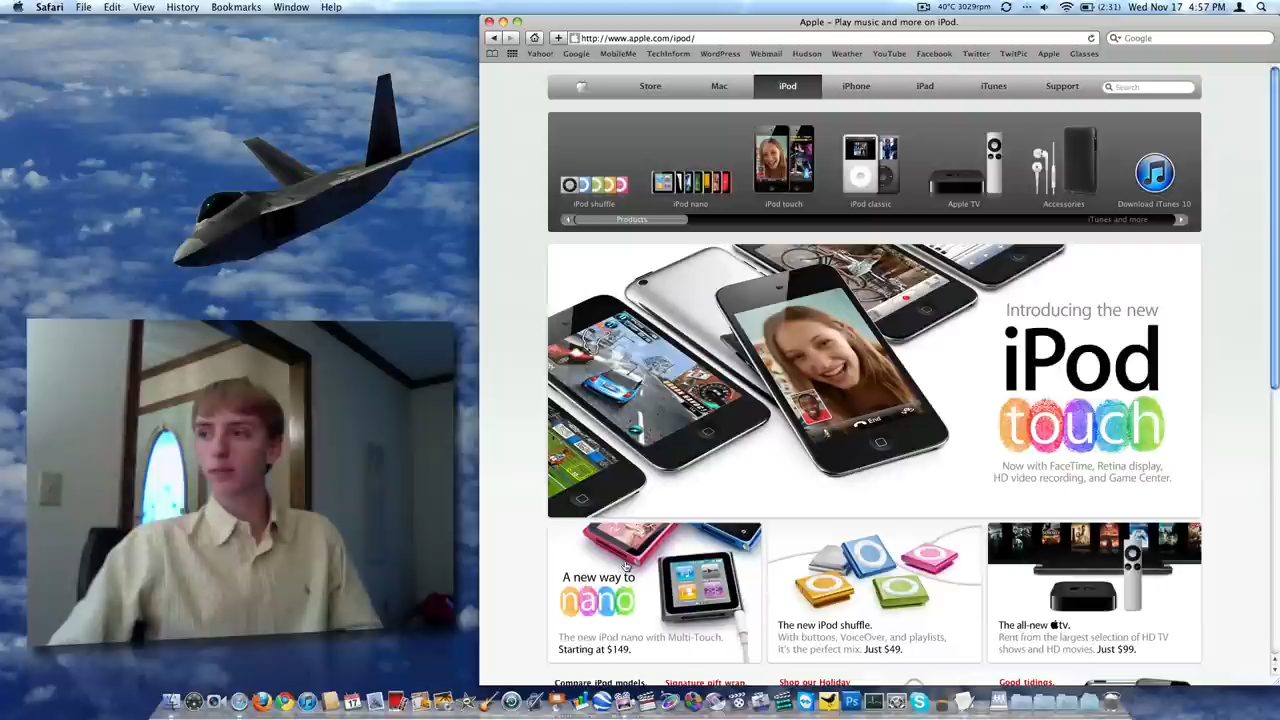 Safari File Edit View History Bookmarks Window Help
40°C 3029rpm (2:31) Wed Nov 17 4:57 PM
Apple - Play music and more on iPod.
http://www.apple.com/ipod/
Google
Yahoo! Google MobileMe TechInform WordPress Webmail Hudson Weather YouTube Facebook Twitter TwitPic Apple Glasses
Store Mac iPod iPhone iPad iTunes Support Search
iPod shuffle iPod nano iPod touch iPod classic Apple TV Accessories Download iTunes 10
Products iTunes and more
Introducing the new
iPod
touch
Now with FaceTime, Retina display,
HD video recording, and Game Center.
End
A new way to
nano
The new iPod nano with Multi-Touch.
Starting at $149.
The new iPod shuffle.
With buttons, VoiceOver, and playlists,
it's the perfect mix. Just $49.
The all-new tv.
Rent from the largest selection of HD TV
shows and HD movies. Just $99.
Compare iPod models. Signature gift wrap. Shop our Holiday Good tidings.
17